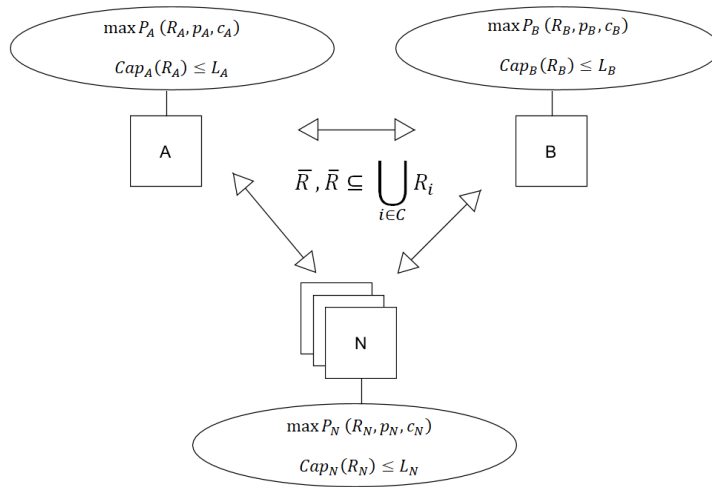 max P_A (R_A, p_A, c_A)
Cap_A(R_A) ≤ L_A
max P_B (R_B, p_B, c_B)
Cap_B(R_B) ≤ L_B
A
B
R̅ , R̅ ⊆ ⋃_{i∈C} R_i
N
max P_N (R_N, p_N, c_N)
Cap_N(R_N) ≤ L_N